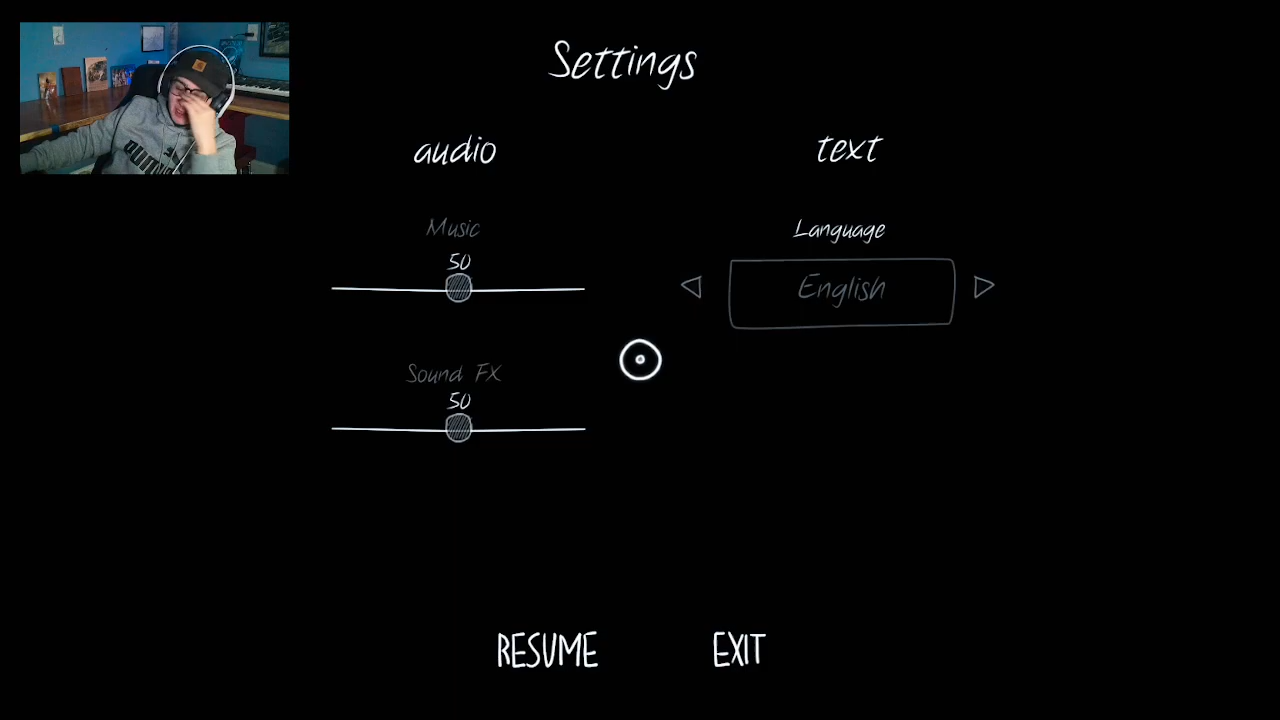 Settings
audio
text
Music
Language
50
English
Sound FX
50
RESUME
EXIT